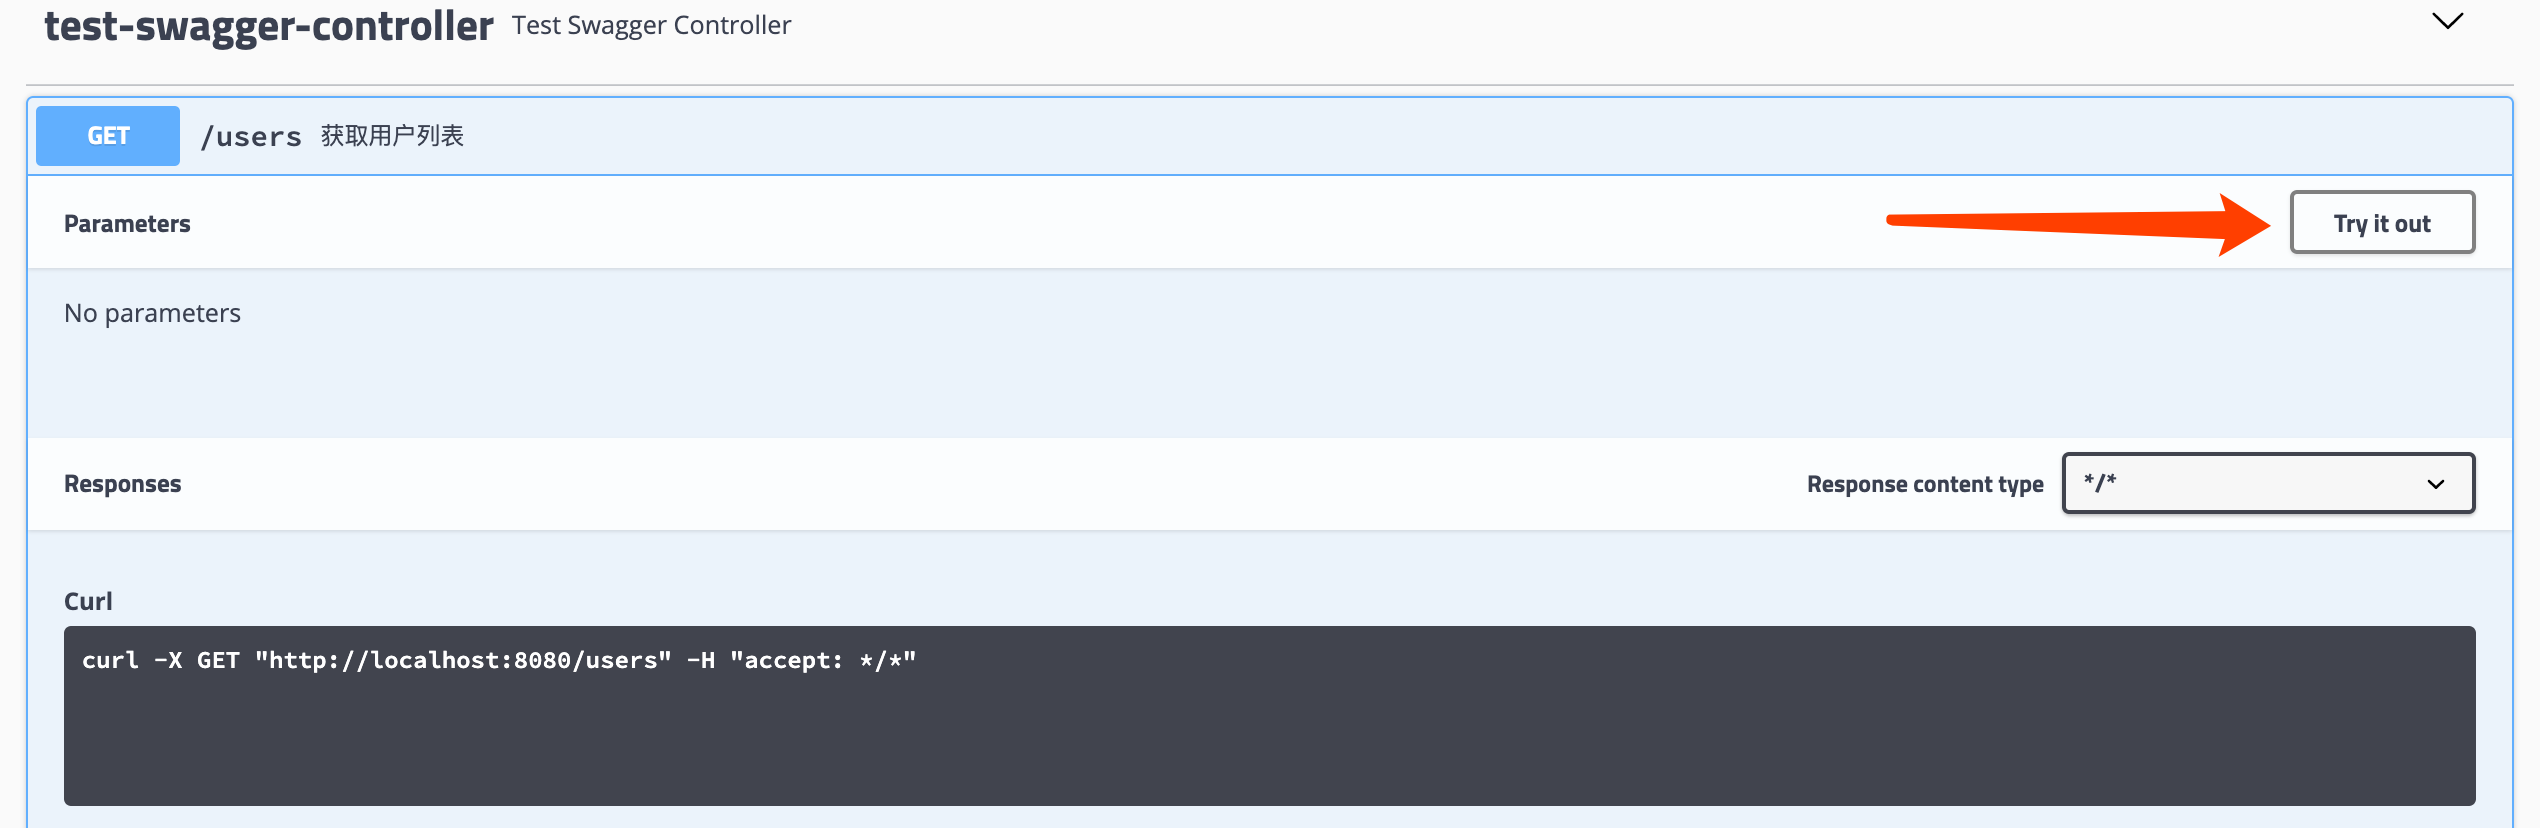 test-swagger-controller Test Swagger Controller
GET /users 获取用户列表
Parameters
Try it out
No parameters
Responses
Response content type
*/*
Curl
curl -X GET "http://localhost:8080/users" -H "accept: */*"